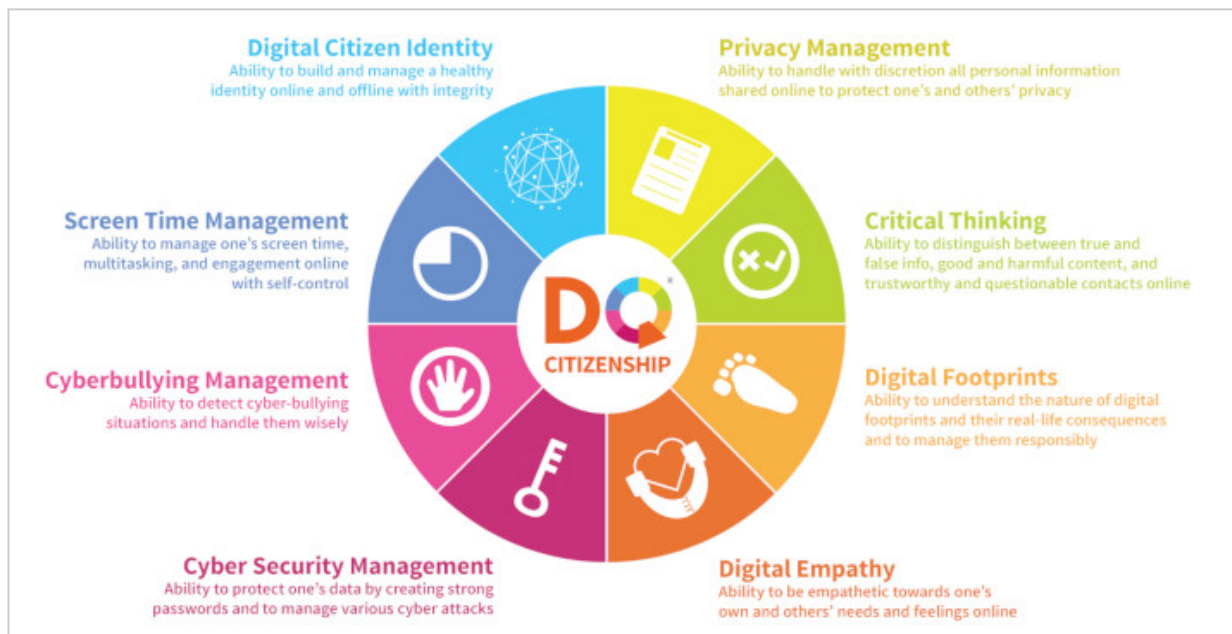 Digital Citizen Identity
Ability to build and manage a healthy
identity online and offline with integrity
Privacy Management
Ability to handle with discretion all personal information
shared online to protect one's and others' privacy
Screen Time Management
Ability to manage one's screen time,
multitasking, and engagement online
with self-control
Critical Thinking
Ability to distinguish between true and
false info, good and harmful content, and
trustworthy and questionable contacts online
DQ®
CITIZENSHIP
Cyberbullying Management
Ability to detect cyber-bullying
situations and handle them wisely
Digital Footprints
Ability to understand the nature of digital
footprints and their real-life consequences
and to manage them responsibly
Cyber Security Management
Ability to protect one's data by creating strong
passwords and to manage various cyber attacks
Digital Empathy
Ability to be empathetic towards one's
own and others' needs and feelings online